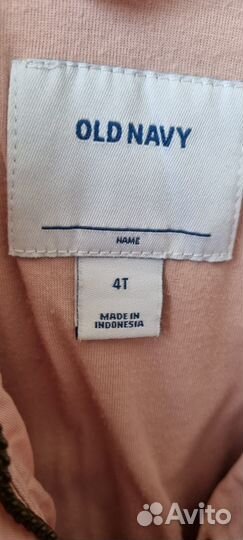 OLD NAVY
NAME
4T
MADE IN
INDONESIA
Avito